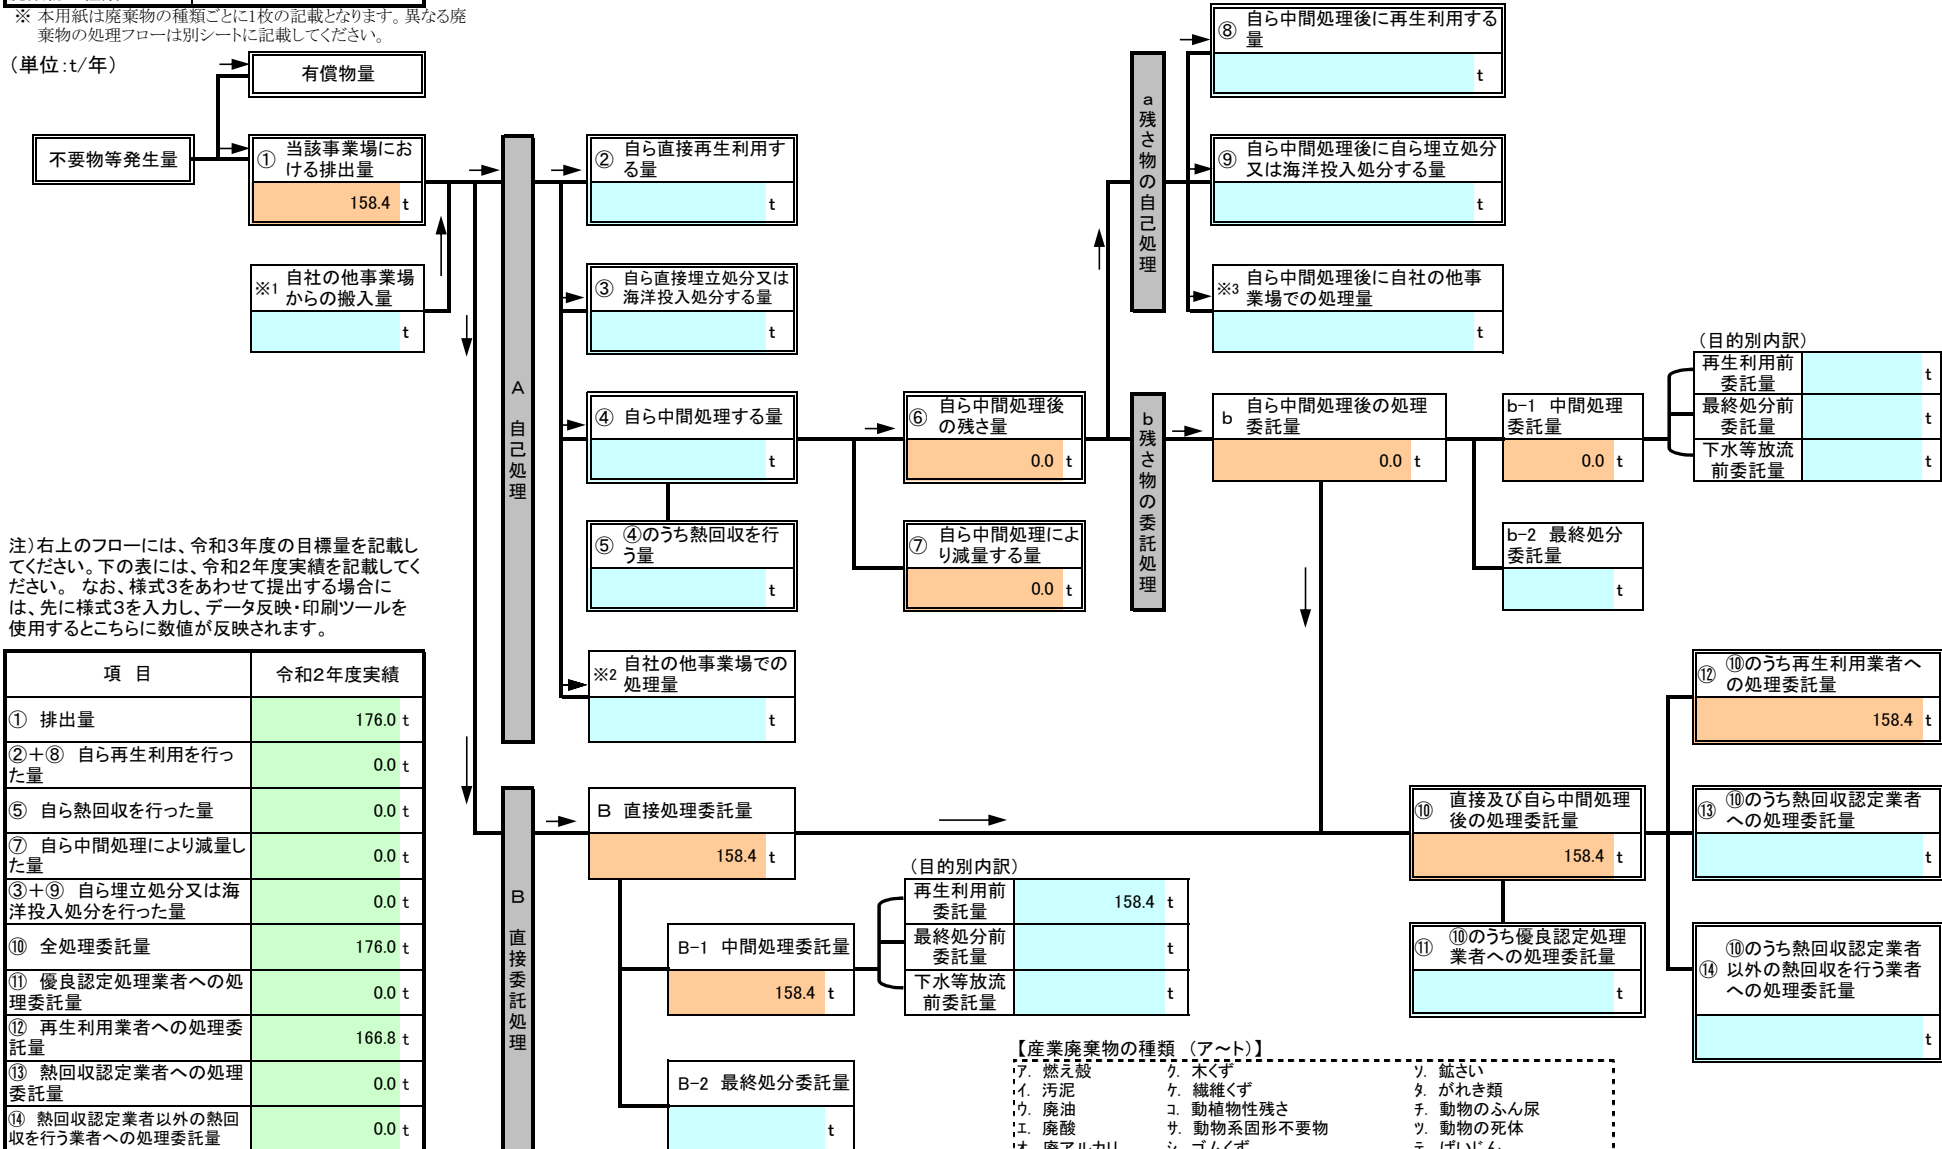 ※ 本用紙は廃棄物の種類ごとに1枚の記載となります。異なる廃
棄物の処理フローは別シートに記載してください。
(単位:t/年)
有償物量
不要物等発生量
① 当該事業場にお
ける排出量
158.4 t
※1 自社の他事業場
からの搬入量
t
A 自己処理
② 自ら直接再生利用す
る量
t
③ 自ら直接埋立処分又は
海洋投入処分する量
t
④ 自ら中間処理する量
t
⑤ ④のうち熱回収を行
う量
t
※2 自社の他事業場での
処理量
t
⑥ 自ら中間処理後
の残さ量
0.0 t
⑦ 自ら中間処理によ
り減量する量
0.0 t
a残さ物の自己処理
⑧ 自ら中間処理後に再生利用する
量
t
⑨ 自ら中間処理後に自ら埋立処分
又は海洋投入処分する量
t
※3 自ら中間処理後に自社の他事
業場での処理量
t
b残さ物の委託処理
b 自ら中間処理後の処理
委託量
0.0 t
b-1 中間処理
委託量
0.0 t
(目的別内訳)
再生利用前
委託量
t
最終処分前
委託量
t
下水等放流
前委託量
t
b-2 最終処分
委託量
t
注)右上のフローには、令和3年度の目標量を記載し
てください。下の表には、令和2年度実績を記載してく
ださい。 なお、様式3をあわせて提出する場合に
は、先に様式3を入力し、データ反映・印刷ツールを
使用するとこちらに数値が反映されます。
項 目 令和2年度実績
① 排出量 176.0 t
②+⑧ 自ら再生利用を行っ
た量
0.0 t
⑤ 自ら熱回収を行った量 0.0 t
⑦ 自ら中間処理により減量し
た量
0.0 t
③+⑨ 自ら埋立処分又は海
洋投入処分を行った量
0.0 t
⑩ 全処理委託量 176.0 t
⑪ 優良認定処理業者への処
理委託量
0.0 t
⑫ 再生利用業者への処理委
託量
166.8 t
⑬ 熱回収認定業者への処理
委託量
0.0 t
⑭ 熱回収認定業者以外の熱回
収を行う業者への処理委託量
0.0 t
B 直接委託処理
B 直接処理委託量
158.4 t
B-1 中間処理委託量
158.4 t
(目的別内訳)
再生利用前
委託量
158.4 t
最終処分前
委託量
t
下水等放流
前委託量
t
B-2 最終処分委託量
t
⑩ 直接及び自ら中間処理
後の処理委託量
158.4 t
⑪ ⑩のうち優良認定処理
業者への処理委託量
t
⑫ ⑩のうち再生利用業者へ
の処理委託量
158.4 t
⑬ ⑩のうち熱回収認定業者
への処理委託量
t
⑭ ⑩のうち熱回収認定業者
以外の熱回収を行う業者
への処理委託量
t
【産業廃棄物の種類 (ア~ト)】
ア. 燃え殻 ク. 木くず ソ. 鉱さい
イ. 汚泥 ケ. 繊維くず タ. がれき類
ウ. 廃油 コ. 動植物性残さ チ. 動物のふん尿
エ. 廃酸 サ. 動物系固形不要物 ツ. 動物の死体
オ. 廃アルカリ シ. ゴムくず テ. ばいじん